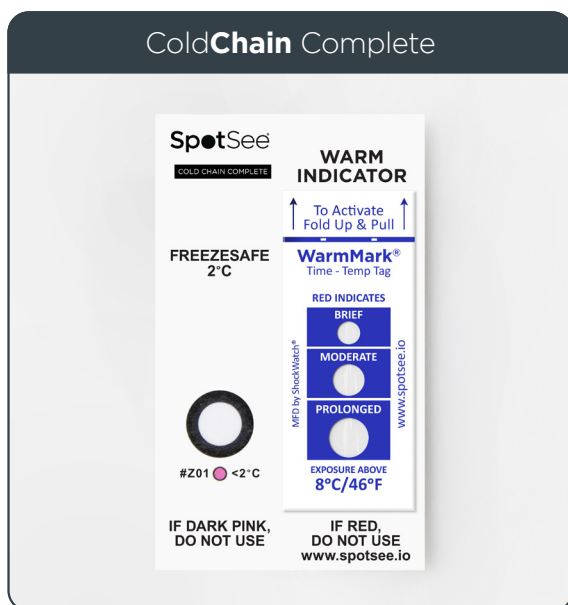 ColdChain Complete
SpotSee®
COLD CHAIN COMPLETE
FREEZESAFE
2°C
#Z01 <2°C
IF DARK PINK,
DO NOT USE
WARM
INDICATOR
To Activate
Fold Up & Pull
WarmMark®
Time - Temp Tag
RED INDICATES
BRIEF
MODERATE
PROLONGED
MFD by ShockWatch®
www.spotsee.io
EXPOSURE ABOVE
8°C/46°F
IF RED,
DO NOT USE
www.spotsee.io